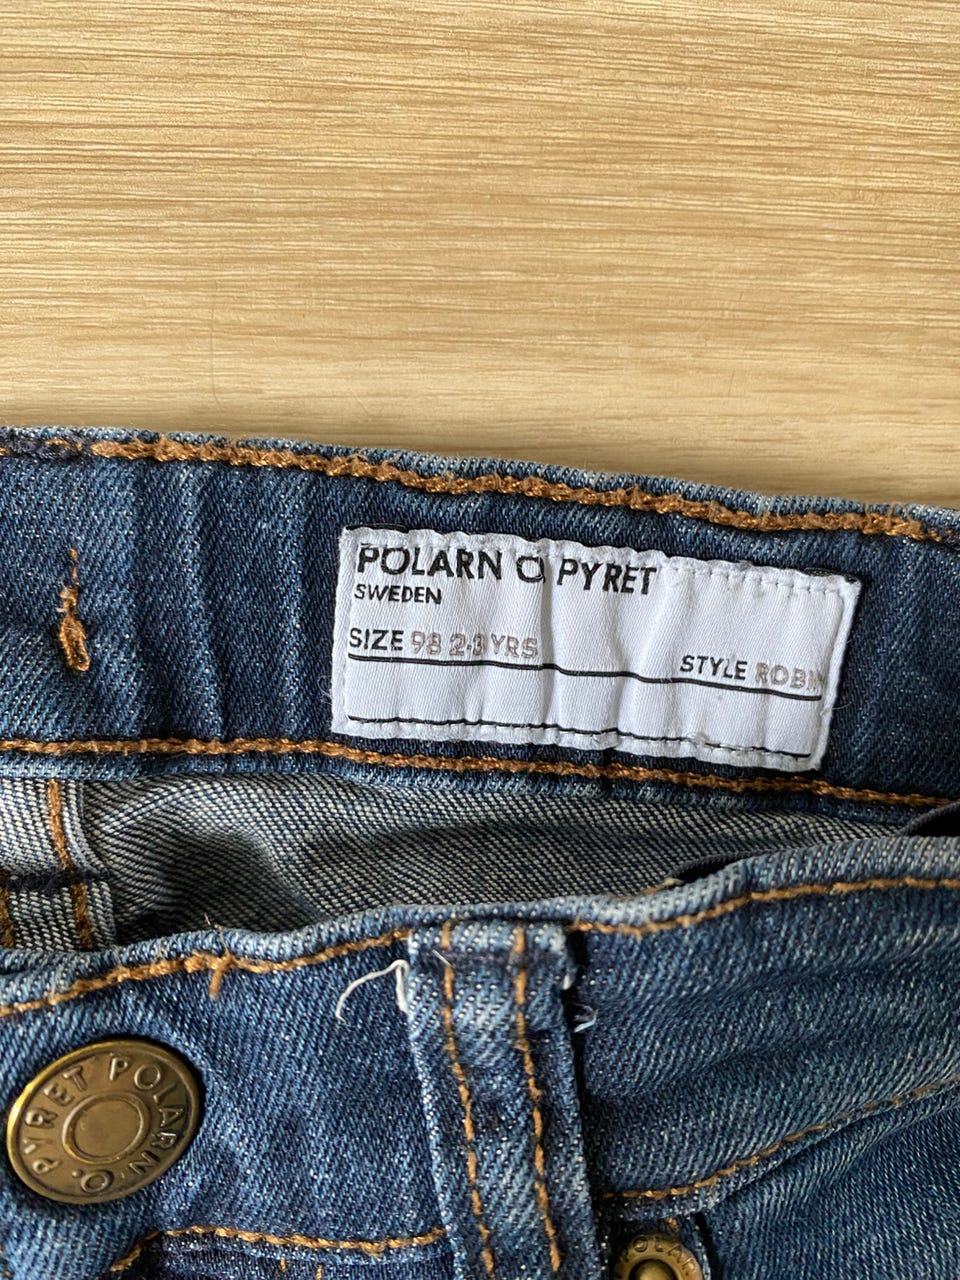 POLARN O PYRET
SWEDEN
SIZE 98 2-3 YRS
STYLE
POLARN O. PYRET